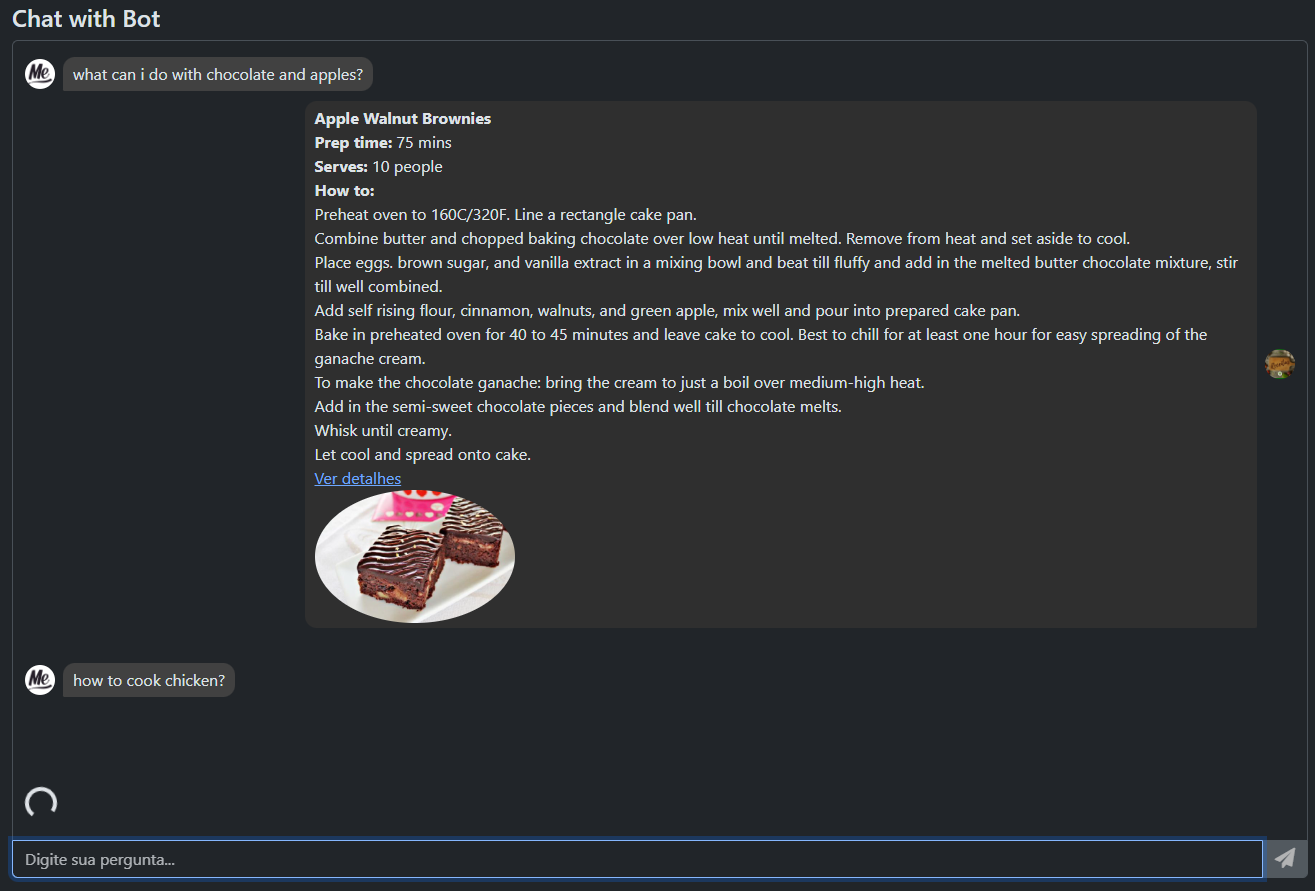 Chat with Bot
Me
what can i do with chocolate and apples?
Apple Walnut Brownies
Prep time: 75 mins
Serves: 10 people
How to:
Preheat oven to 160C/320F. Line a rectangle cake pan.
Combine butter and chopped baking chocolate over low heat until melted. Remove from heat and set aside to cool.
Place eggs. brown sugar, and vanilla extract in a mixing bowl and beat till fluffy and add in the melted butter chocolate mixture, stir
till well combined.
Add self rising flour, cinnamon, walnuts, and green apple, mix well and pour into prepared cake pan.
Bake in preheated oven for 40 to 45 minutes and leave cake to cool. Best to chill for at least one hour for easy spreading of the
ganache cream.
To make the chocolate ganache: bring the cream to just a boil over medium-high heat.
Add in the semi-sweet chocolate pieces and blend well till chocolate melts.
Whisk until creamy.
Let cool and spread onto cake.
Ver detalhes
Me
how to cook chicken?
Digite sua pergunta...